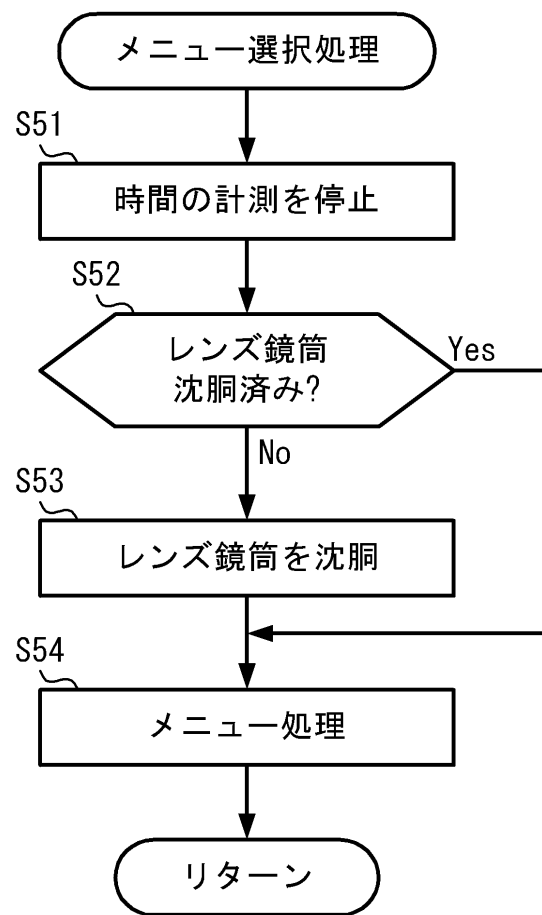 メニュー選択処理
S51
時間の計測を停止
S52
レンズ鏡筒
沈胴済み?
Yes
No
S53
レンズ鏡筒を沈胴
S54
メニュー処理
リターン